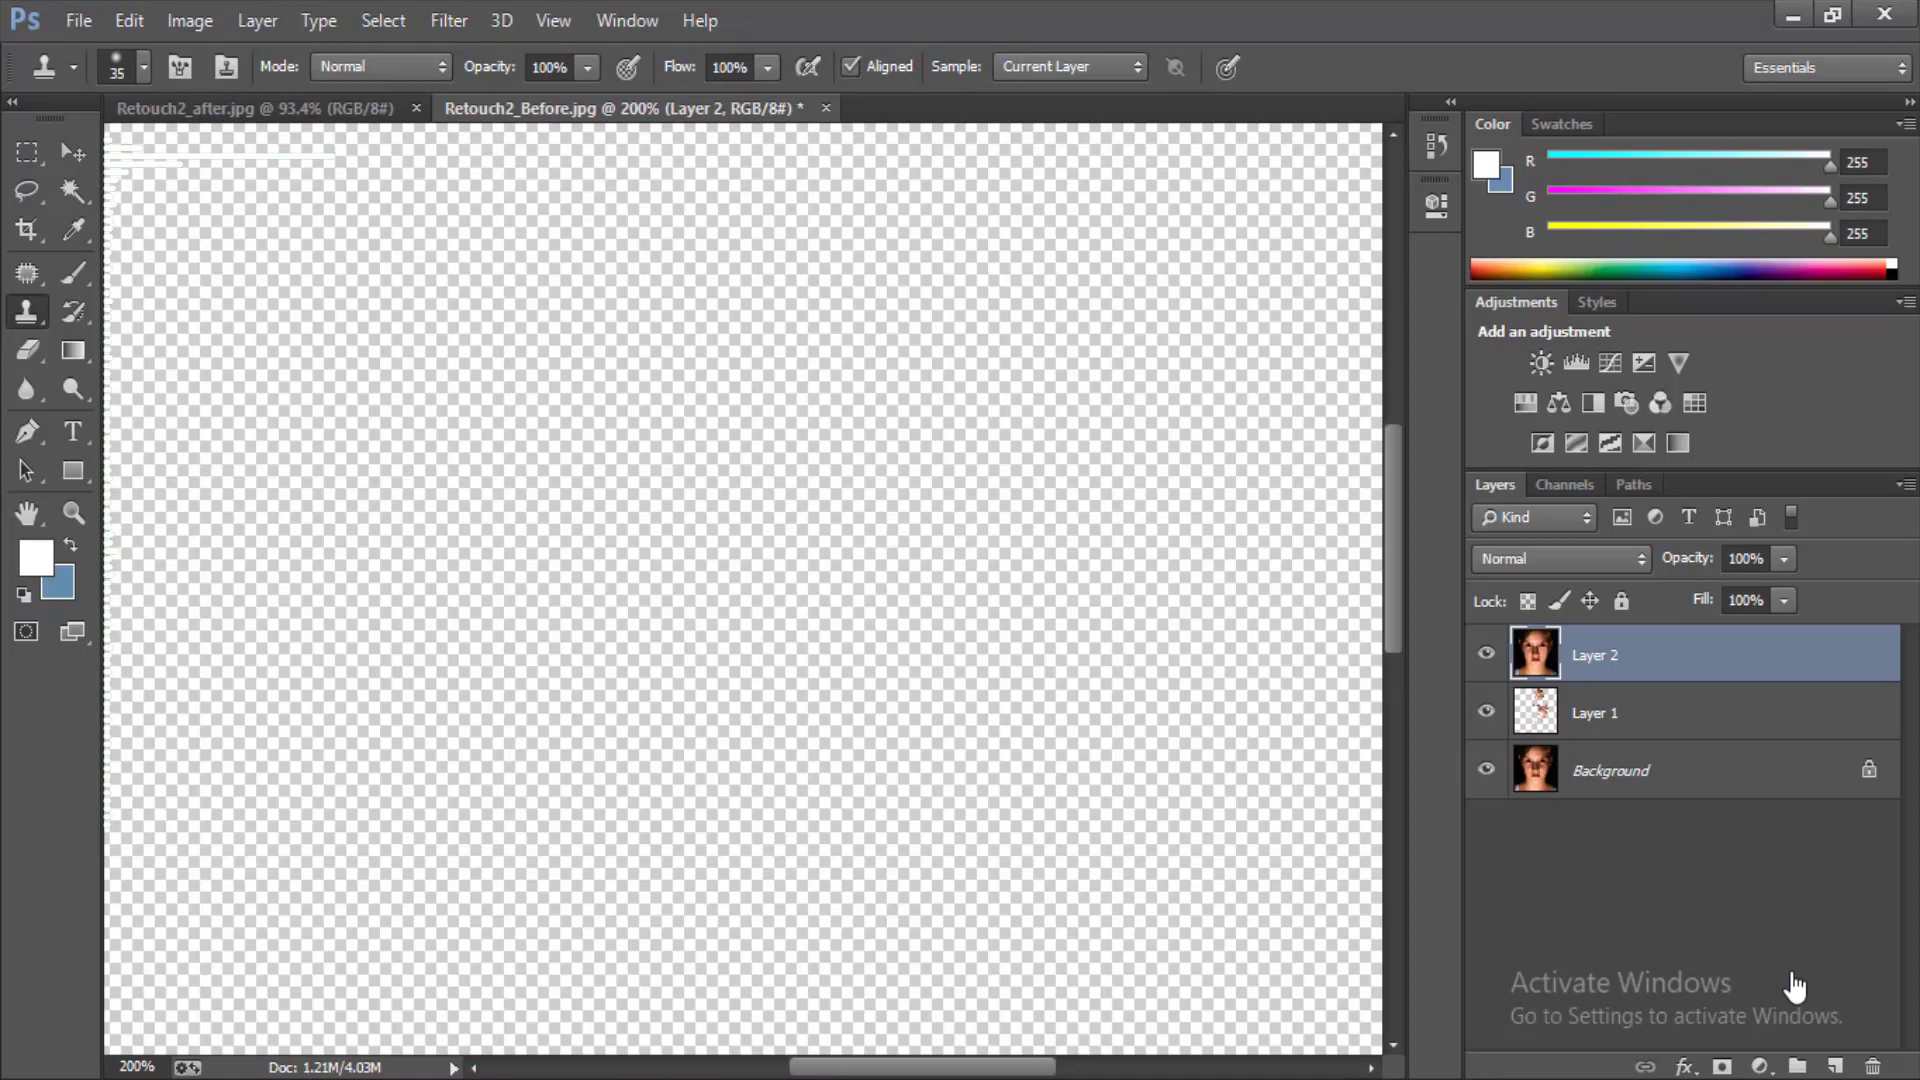 Ps File Edit Image Layer Type Select Filter 3D View Window Help
35 Mode: Normal Opacity: 100% Flow: 100% Aligned Sample: Current Layer Essentials
Retouch2_after.jpg @ 93.4% (RGB/8#) Retouch2_Before.jpg @ 200% (Layer 2, RGB/8#) *
Color Swatches
R 255
G 255
B 255
Adjustments Styles
Add an adjustment
Layers Channels Paths
Kind
Normal Opacity: 100%
Lock: Fill: 100%
Layer 2
Layer 1
Background
Activate Windows
Go to Settings to activate Windows.
200% Doc: 1.21M/4.03M